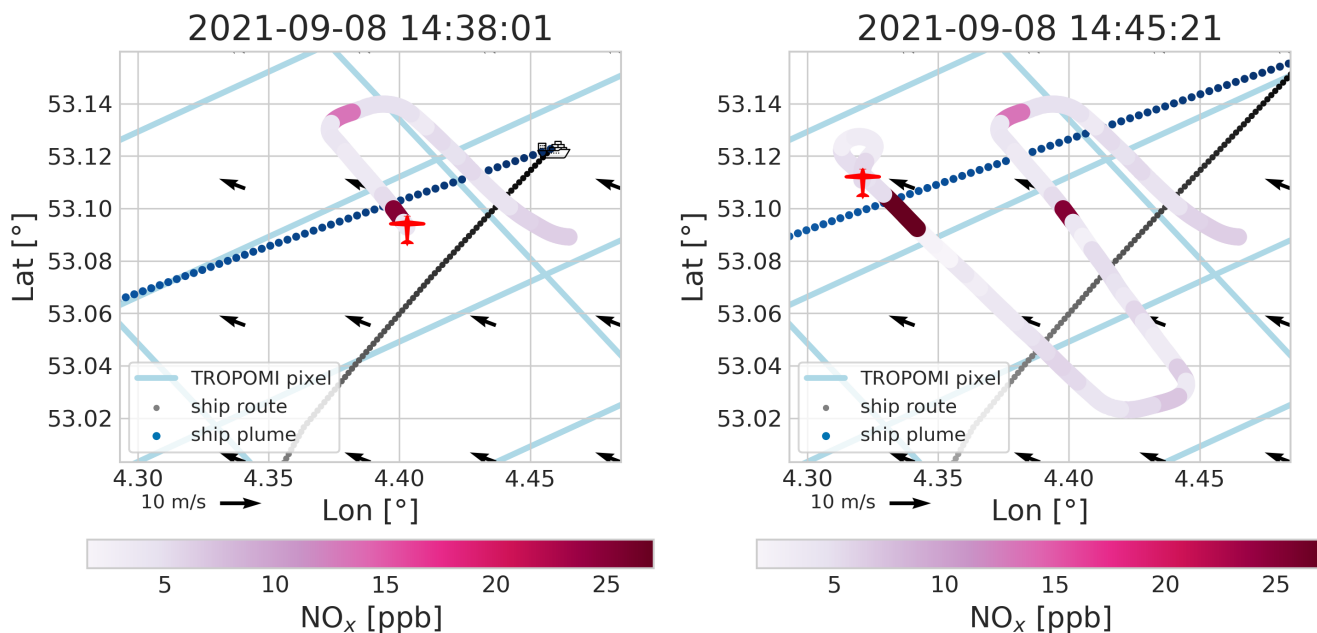 2021-09-08 14:38:01
53.14
53.12
53.10
53.08
53.06
53.04
53.02
Lat [°]
TROPOMI pixel
ship route
ship plume
4.30
4.35
4.40
4.45
10 m/s
Lon [°]
5
10
15
20
25
NOx [ppb]
2021-09-08 14:45:21
53.14
53.12
53.10
53.08
53.06
53.04
53.02
Lat [°]
TROPOMI pixel
ship route
ship plume
4.30
4.35
4.40
4.45
10 m/s
Lon [°]
5
10
15
20
25
NOx [ppb]